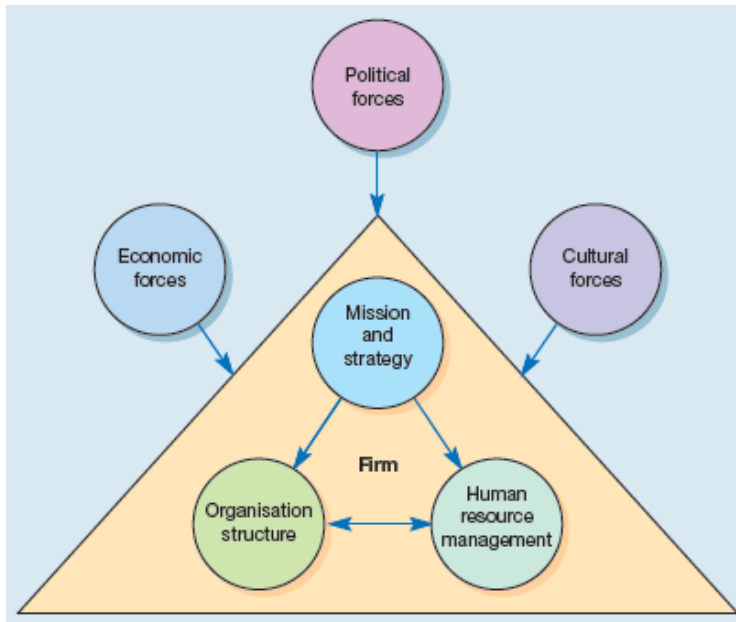 Political
forces
Economic
forces
Cultural
forces
Mission
and
strategy
Firm
Organisation
structure
Human
resource
management